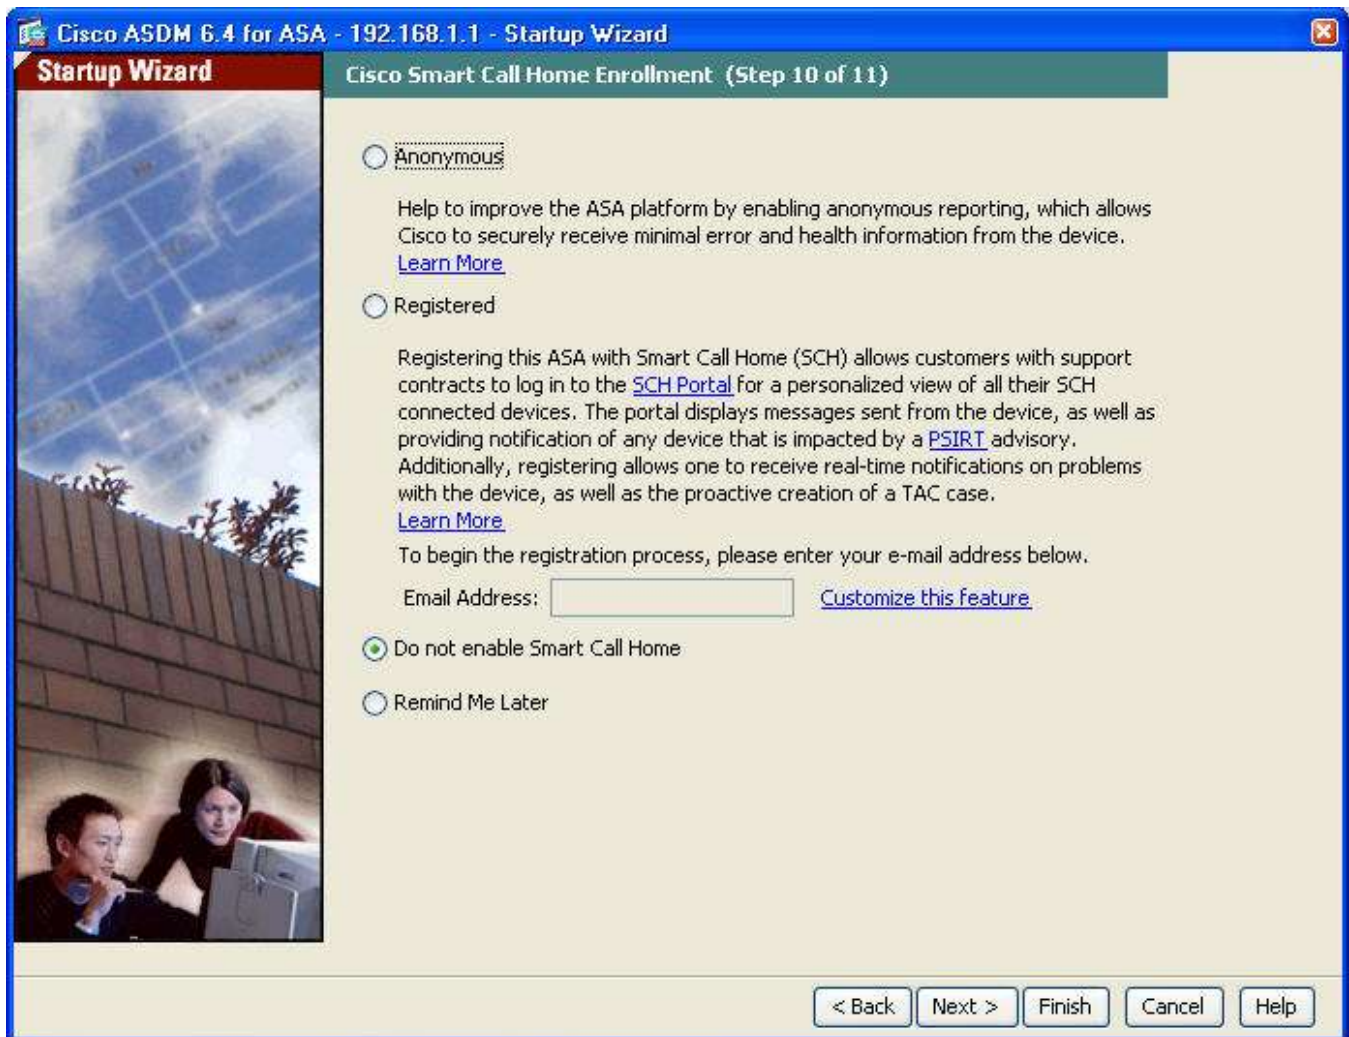 Cisco ASDM 6.4 for ASA - 192.168.1.1 - Startup Wizard
Startup Wizard
Cisco Smart Call Home Enrollment (Step 10 of 11)
Anonymous
Help to improve the ASA platform by enabling anonymous reporting, which allows
Cisco to securely receive minimal error and health information from the device.
Learn More
Registered
Registering this ASA with Smart Call Home (SCH) allows customers with support
contracts to log in to the SCH Portal for a personalized view of all their SCH
connected devices. The portal displays messages sent from the device, as well as
providing notification of any device that is impacted by a PSIRT advisory.
Additionally, registering allows one to receive real-time notifications on problems
with the device, as well as the proactive creation of a TAC case.
Learn More
To begin the registration process, please enter your e-mail address below.
Email Address:
Customize this feature
Do not enable Smart Call Home
Remind Me Later
< Back
Next >
Finish
Cancel
Help